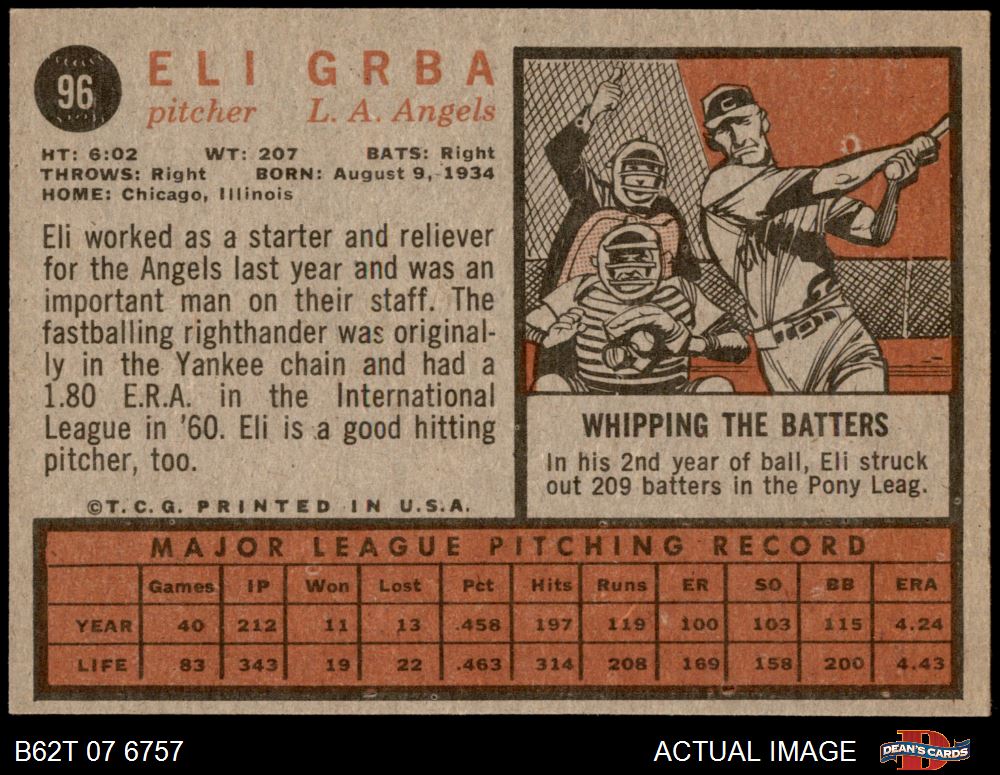 96
ELI GRBA
pitcher L. A. Angels
HT: 6:02 WT: 207 BATS: Right
THROWS: Right BORN: August 9, 1934
HOME: Chicago, Illinois
Eli worked as a starter and reliever
for the Angels last year and was an
important man on their staff. The
fastballing righthander was original-
ly in the Yankee chain and had a
1.80 E.R.A. in the International
League in '60. Eli is a good hitting
pitcher, too.
©T.C.G. PRINTED IN U.S.A.
C
WHIPPING THE BATTERS
In his 2nd year of ball, Eli struck
out 209 batters in the Pony Leag.
MAJOR LEAGUE PITCHING RECORD
Games IP Won Lost Pct Hits Runs ER SO BB ERA
YEAR 40 212 11 13 .458 197 119 100 103 115 4.24
LIFE 83 343 19 22 .463 314 208 169 158 200 4.43
B62T 07 6757 ACTUAL IMAGE DEAN'S CARDS